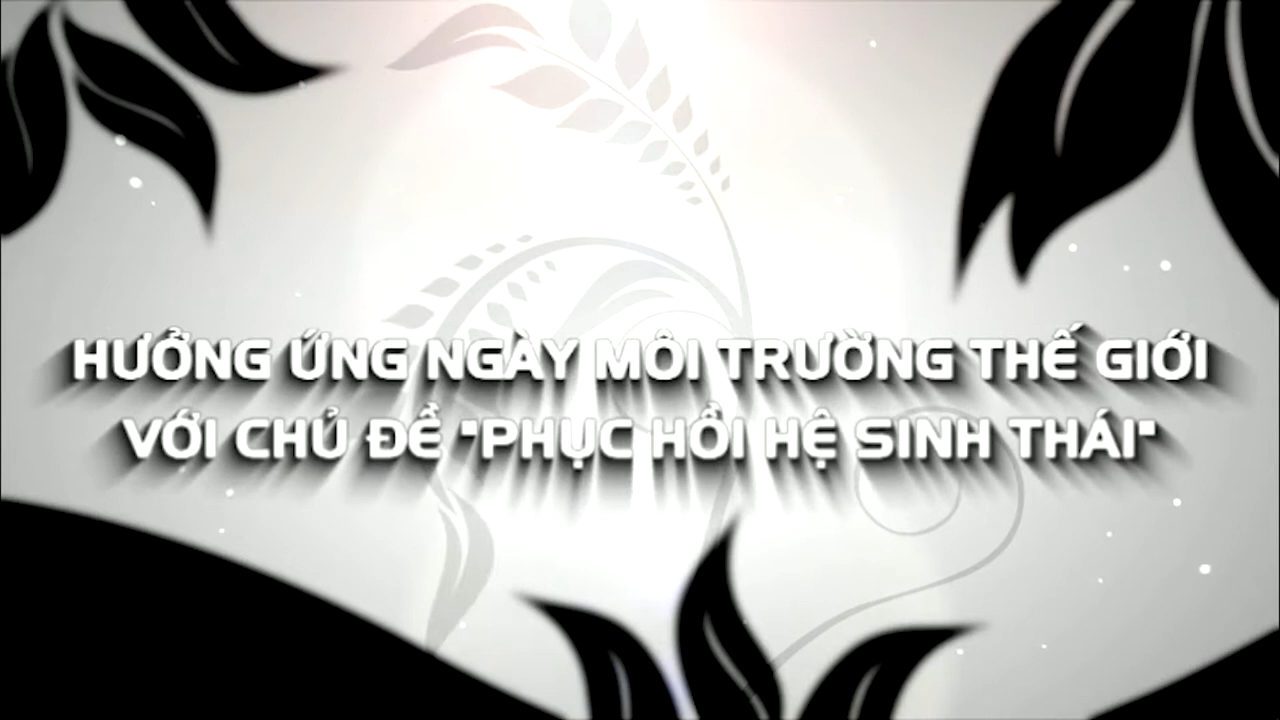 HƯỞNG ỨNG NGÀY MÔI TRƯỜNG THẾ GIỚI
VỚI CHỦ ĐỀ "PHỤC HỒI HỆ SINH THÁI"